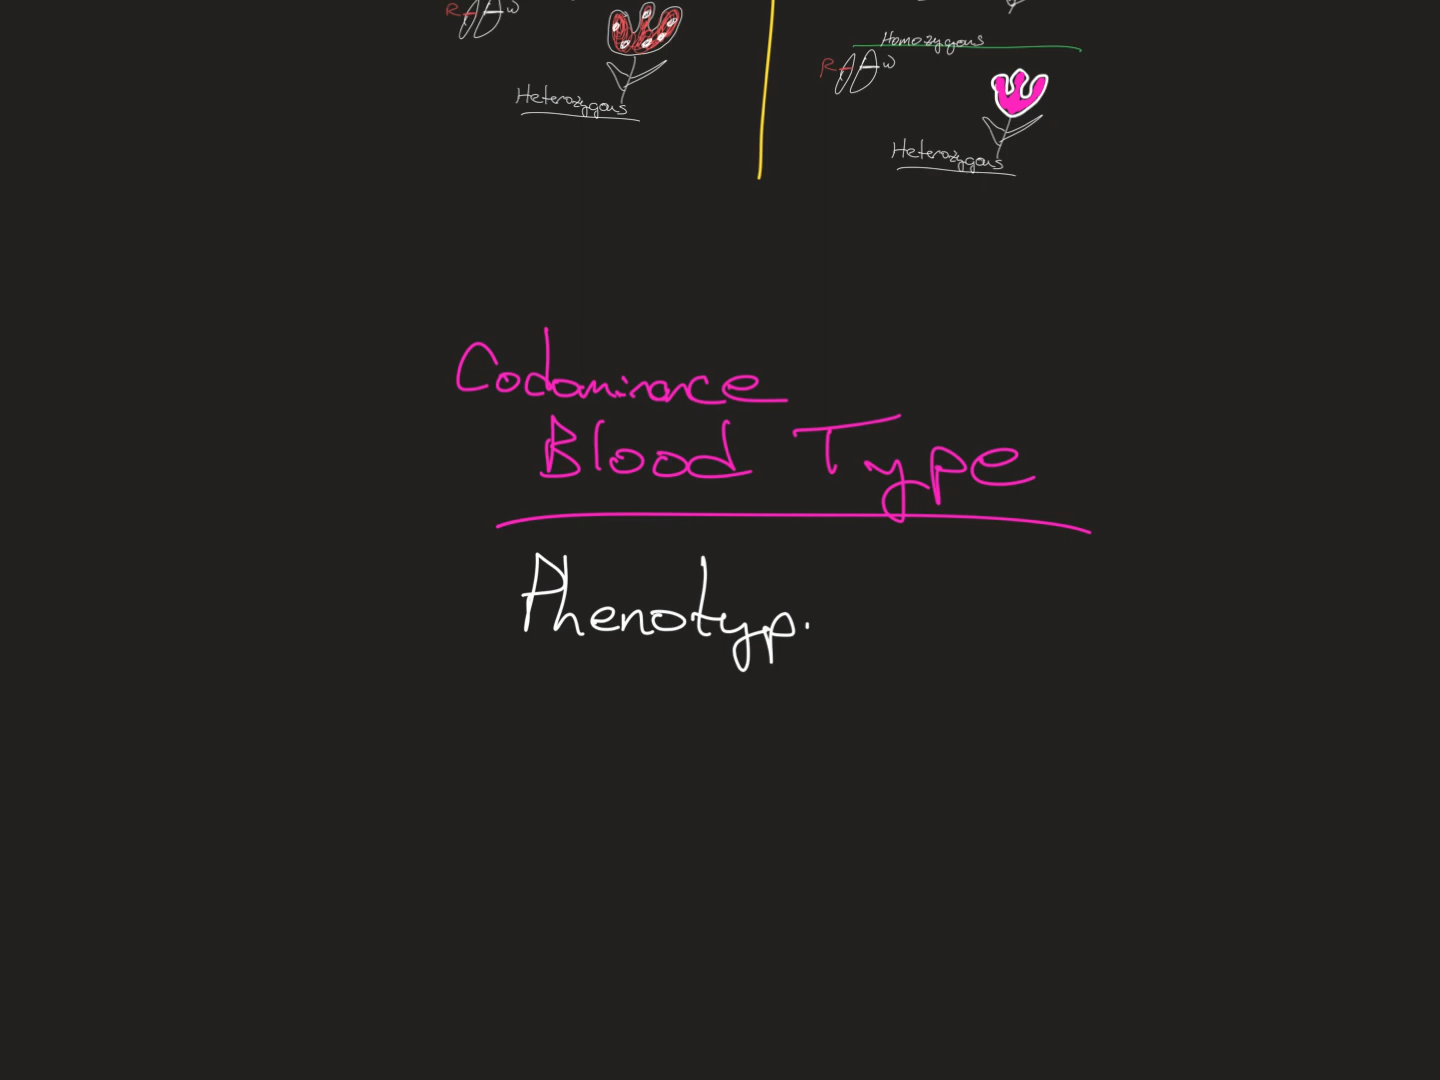 R W
Heterozygous
Homozygous
R W
Heterozygous
Codominance
Blood Type
Phenotyp.